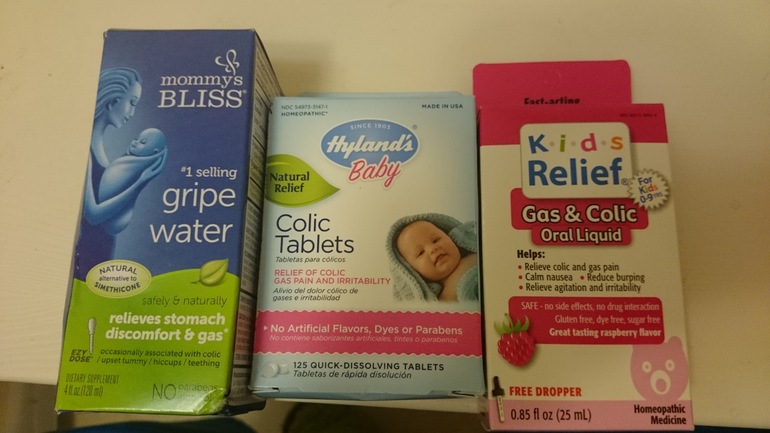 mommy's
BLISS®
#1 selling
gripe
water
NATURAL
alternative to
SIMETHICONE
safely & naturally
relieves stomach
discomfort & gas*
EZY
DOSE
occasionally associated with colic
/ upset tummy / hiccups / teething
DIETARY SUPPLEMENT
4 fl oz (120 ml)
NO parabens
NDC 54973-3147-1
HOMEOPATHIC
MADE IN USA
SINCE 1903
Hyland's
Baby
Natural
Relief
Colic
Tablets
Tabletas para cólicos
RELIEF OF COLIC
GAS PAIN AND IRRITABILITY
Alivio del dolor cólico de
gases e irritabilidad
No Artificial Flavors, Dyes or Parabens
No contiene saborizantes artificiales, tintes o parabenos
125 QUICK-DISSOLVING TABLETS
Tabletas de rápida disolución
Fast-acting
K·i·d·s
Relief®
For
Kids
0-9 yrs
Gas & Colic
Oral Liquid
Helps:
• Relieve colic and gas pain
• Calm nausea • Reduce burping
• Relieve agitation and irritability
SAFE - no side effects, no drug interaction
Gluten free, dye free, sugar free
Great tasting raspberry flavor
FREE DROPPER
0.85 fl oz (25 mL)
Homeopathic
Medicine